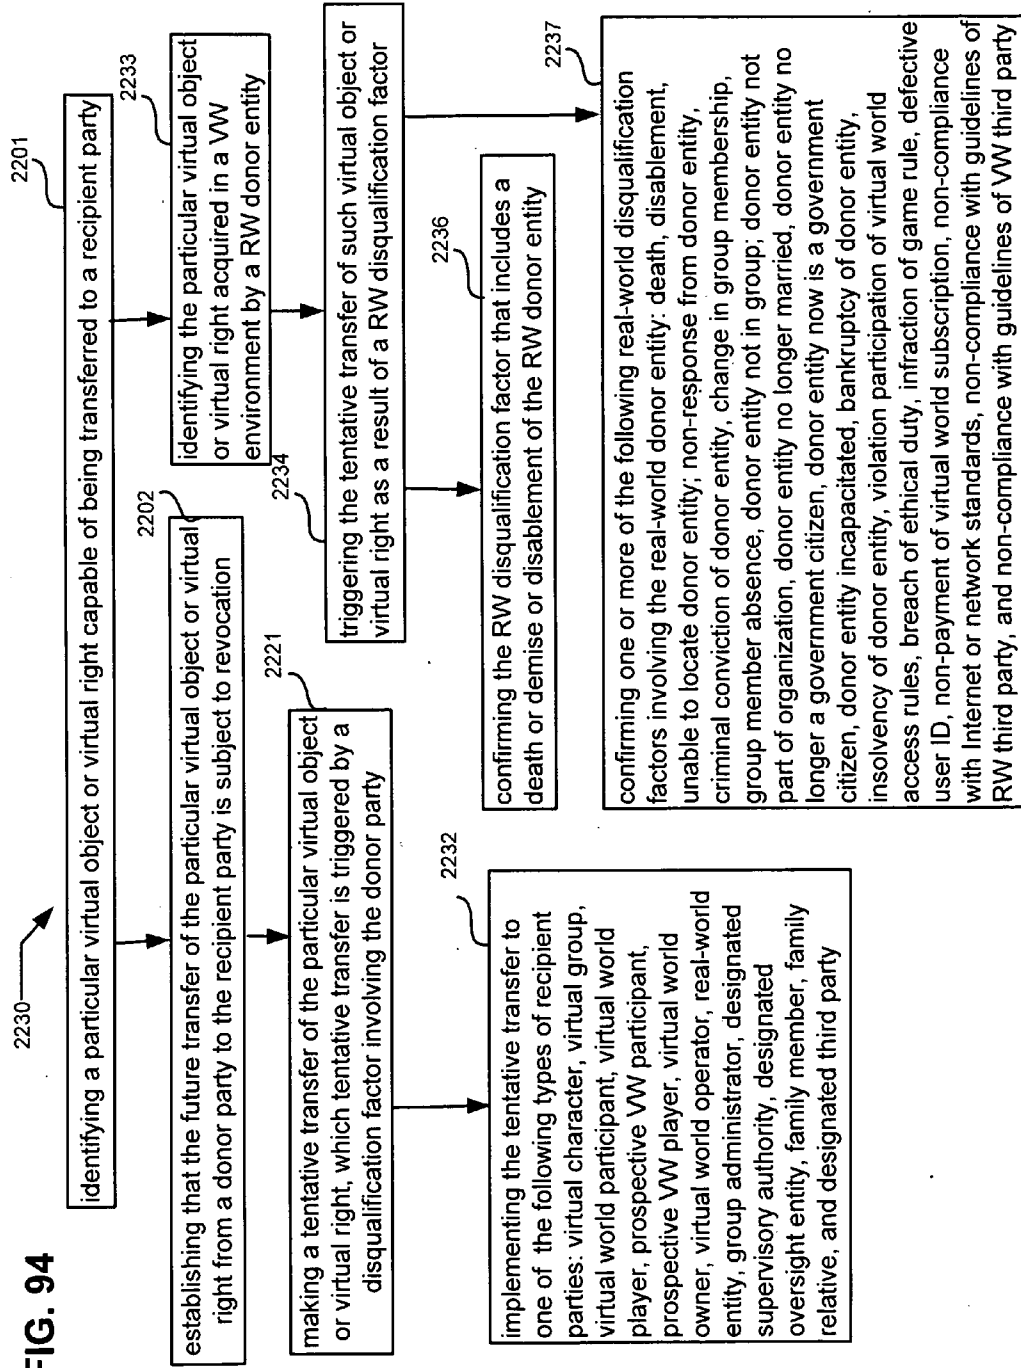 FIG. 94
2230
2201
identifying a particular virtual object or virtual right capable of being transferred to a recipient party
2202
establishing that the future transfer of the particular virtual object or virtual
right from a donor party to the recipient party is subject to revocation
2221
making a tentative transfer of the particular virtual object
or virtual right, which tentative transfer is triggered by a
disqualification factor involving the donor party
2232
implementing the tentative transfer to
one of the following types of recipient
parties: virtual character, virtual group,
virtual world participant, virtual world
player, prospective VW participant,
prospective VW player, virtual world
owner, virtual world operator, real-world
entity, group administrator, designated
supervisory authority, designated
oversight entity, family member, family
relative, and designated third party
2233
identifying the particular virtual object
or virtual right acquired in a VW
environment by a RW donor entity
2234
triggering the tentative transfer of such virtual object or
virtual right as a result of a RW disqualification factor
2236
confirming the RW disqualification factor that includes a
death or demise or disablement of the RW donor entity
2237
confirming one or more of the following real-world disqualification
factors involving the real-world donor entity: death, disablement,
unable to locate donor entity; non-response from donor entity,
criminal conviction of donor entity, change in group membership,
group member absence, donor entity not in group; donor entity not
part of organization, donor entity no longer married, donor entity no
longer a government citizen, donor entity now is a government
citizen, donor entity incapacitated, bankruptcy of donor entity,
insolvency of donor entity, violation participation of virtual world
access rules, breach of ethical duty, infraction of game rule, defective
user ID, non-payment of virtual world subscription, non-compliance
with Internet or network standards, non-compliance with guidelines of
RW third party, and non-compliance with guidelines of VW third party